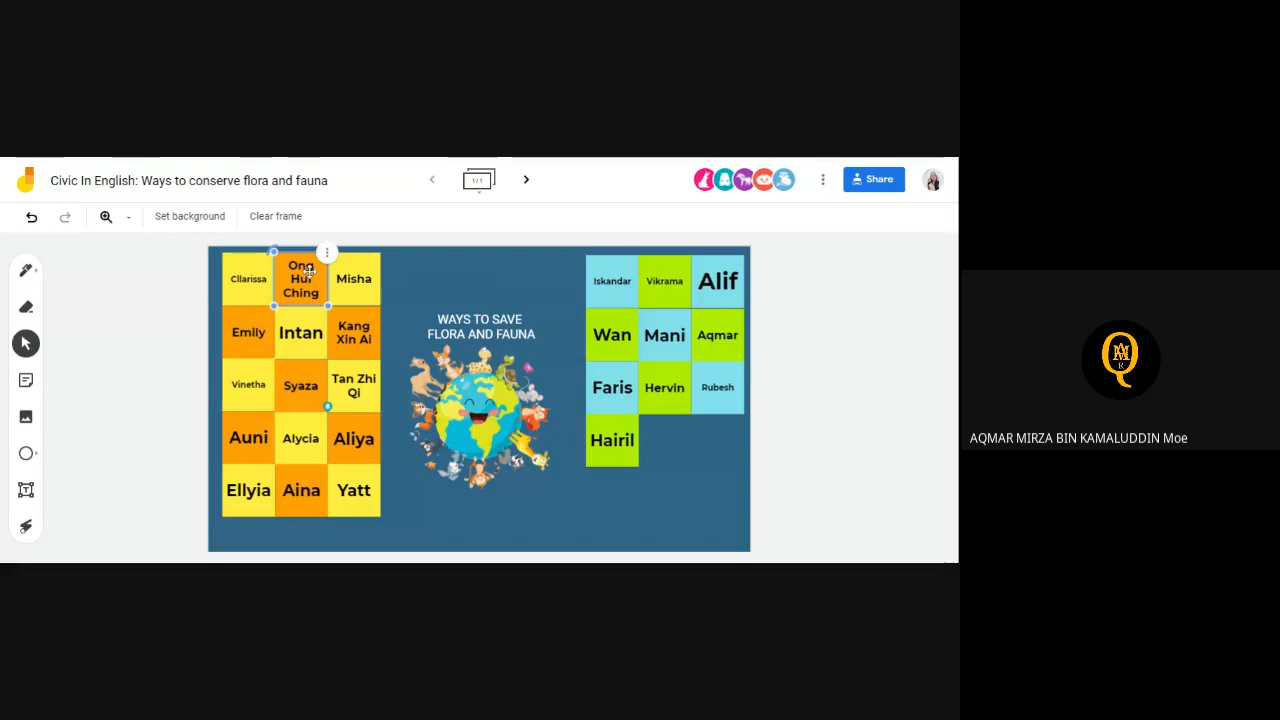 Civic In English: Ways to conserve flora and fauna
1/1
Share
Set background
Clear frame
Cllarissa
Ong
Hui
Ching
Misha
Emily
Intan
Kang
Xin Ai
Vinetha
Syaza
Tan Zhi
Qi
Auni
Alycia
Aliya
Ellyia
Aina
Yatt
WAYS TO SAVE
FLORA AND FAUNA
Iskandar
Vikrama
Alif
Wan
Mani
Aqmar
Faris
Hervin
Rubesh
Hairil
AQMAR MIRZA BIN KAMALUDDIN Moe